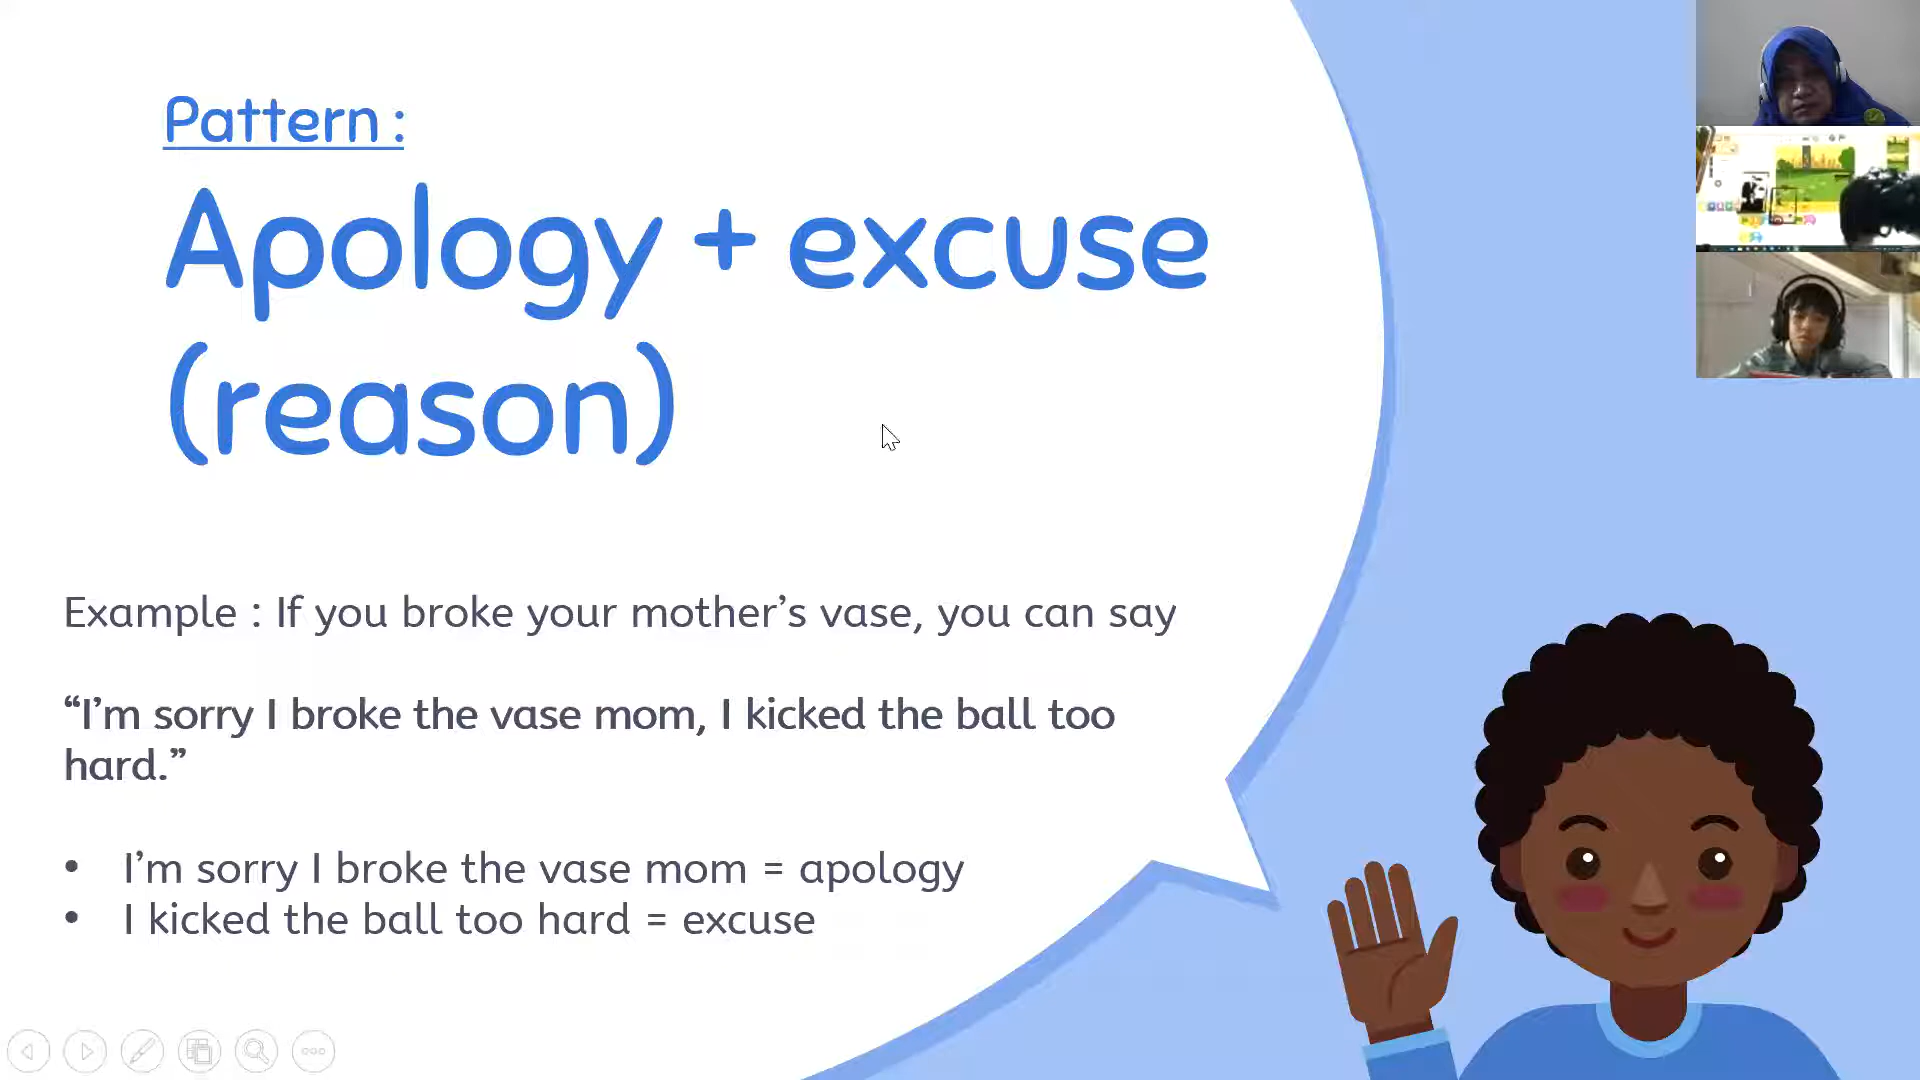 Pattern :
Apology + excuse
(reason)
Example : If you broke your mother’s vase, you can say
“I’m sorry I broke the vase mom, I kicked the ball too
hard.”
• I’m sorry I broke the vase mom = apology
• I kicked the ball too hard = excuse